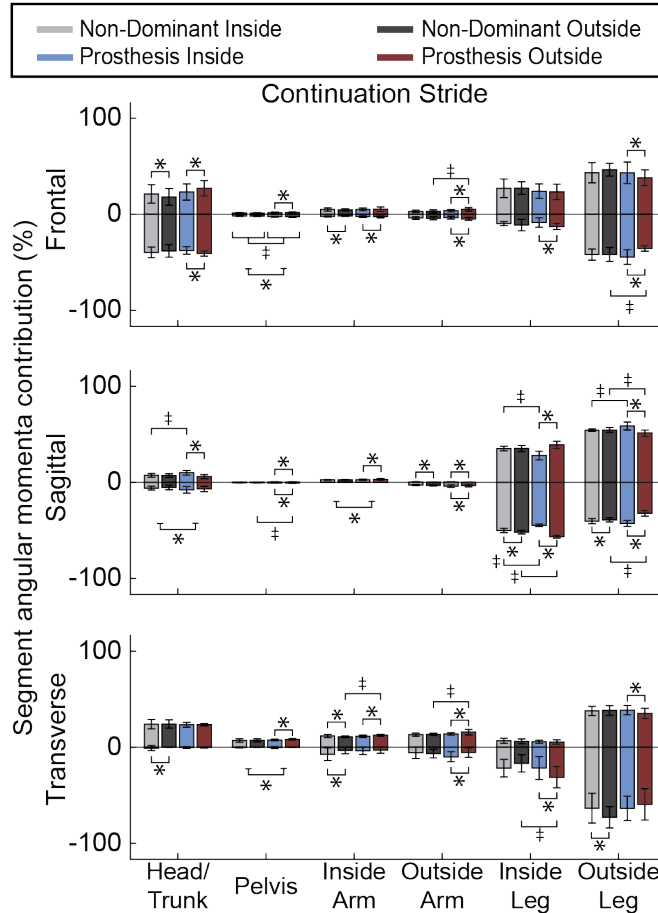 Non-Dominant Inside
Non-Dominant Outside
Prosthesis Inside
Prosthesis Outside
Continuation Stride
Segment angular momenta contribution (%)
Frontal
100
0
-100
* * * ‡ * * * ‡ * * * * * * * ‡
‡ *
Sagittal
100
0
-100
‡ * * * ‡ * * * * * ‡ * * * ‡ ‡ ‡ ‡ * * * * ‡
Transverse
100
0
-100
* * * * * ‡ * * ‡ * * * ‡ * *
Head/
Trunk
Pelvis
Inside
Arm
Outside
Arm
Inside
Leg
Outside
Leg